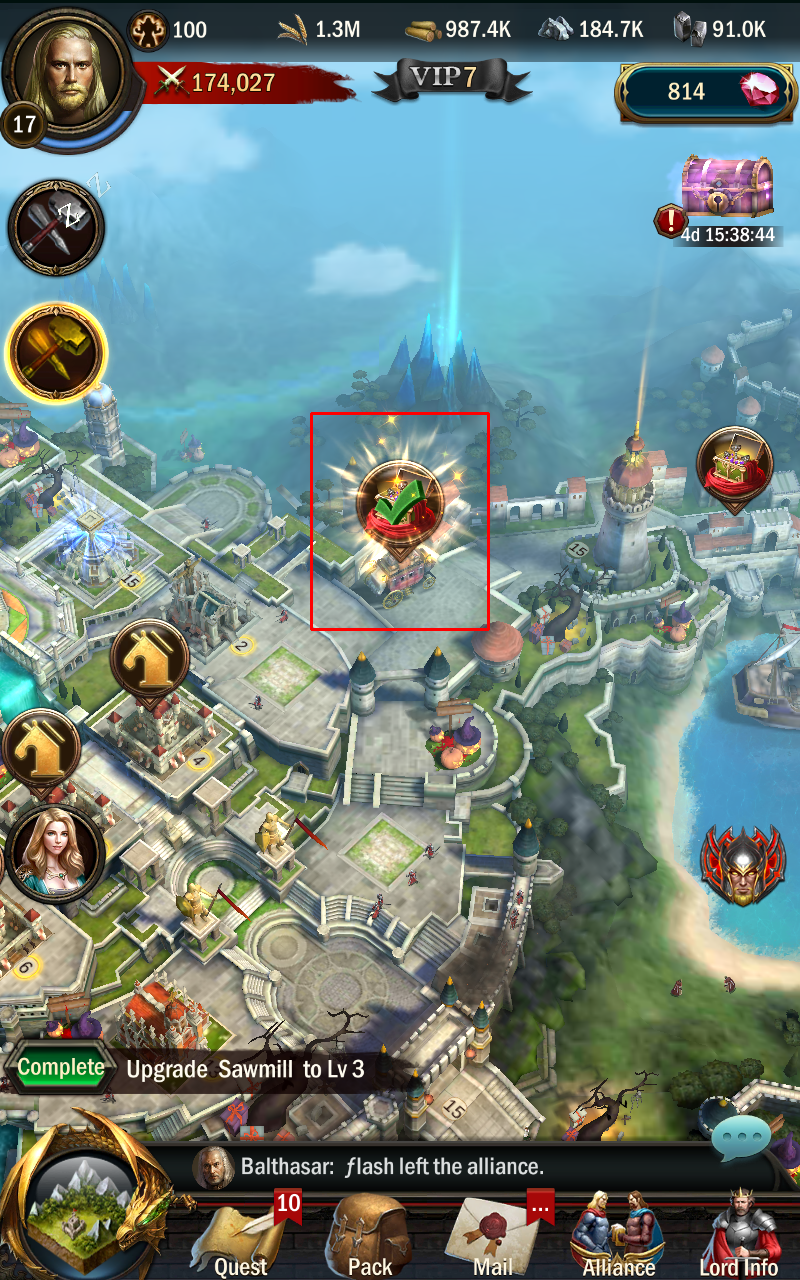 100
1.3M
987.4K
184.7K
91.0K
174,027
VIP7
814
17
4d 15:38:44
15
15
2
4
6
15
Complete
Upgrade Sawmill to Lv 3
Balthasar: ƒlash left the alliance.
10
...
Quest
Pack
Mail
Alliance
Lord Info